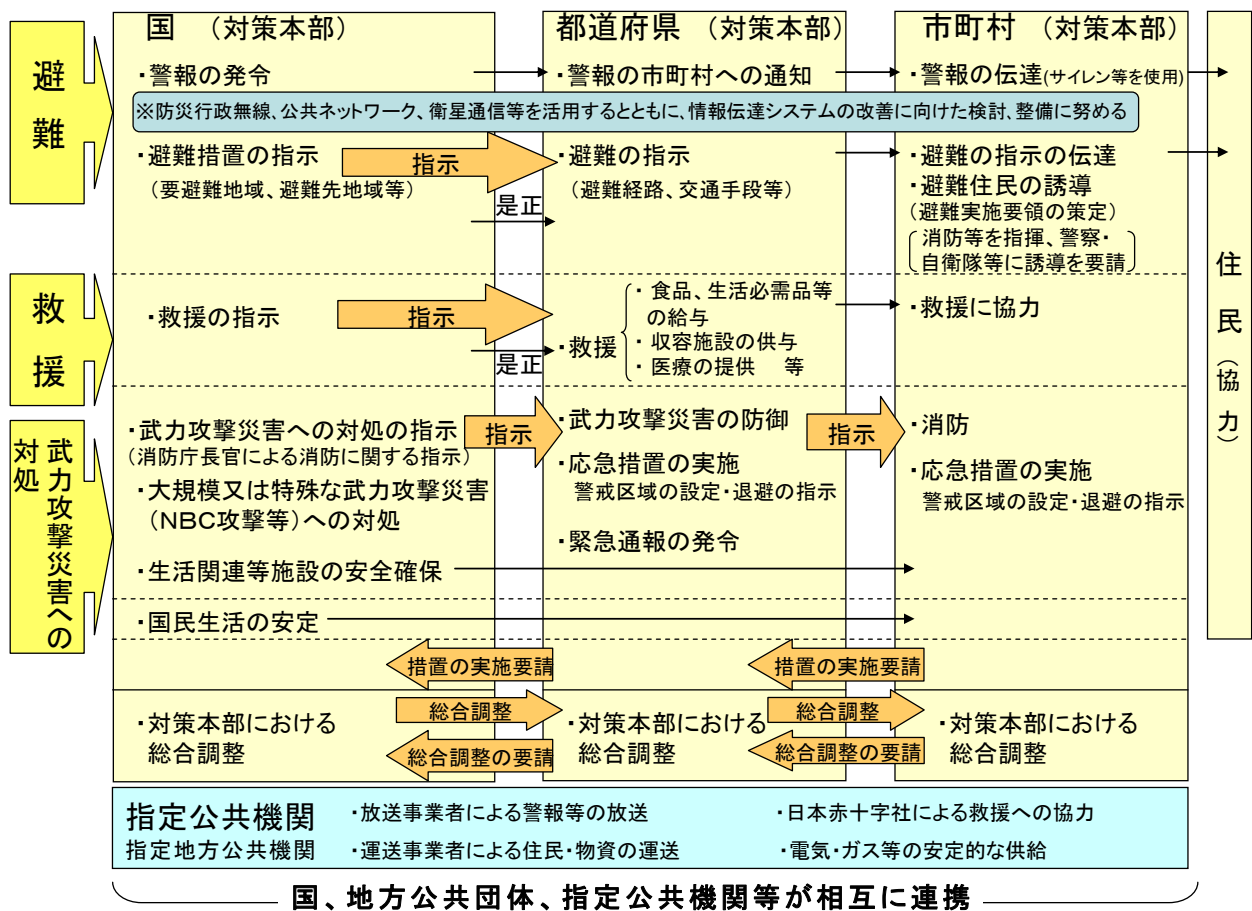 国 （対策本部）
都道府県 （対策本部）
市町村 （対策本部）
避難
・警報の発令
・警報の市町村への通知
・警報の伝達(サイレン等を使用)
※防災行政無線、公共ネットワーク、衛星通信等を活用するとともに、情報伝達システムの改善に向けた検討、整備に努める
・避難措置の指示
（要避難地域、避難先地域等）
指示
是正
・避難の指示
（避難経路、交通手段等）
・避難の指示の伝達
・避難住民の誘導
（避難実施要領の策定）
消防等を指揮、警察・
自衛隊等に誘導を要請
救援
・救援の指示
指示
是正
・救援
・ 食品、生活必需品等
の給与
・ 収容施設の供与
・ 医療の提供 等
・救援に協力
武力攻撃災害への
対処
・武力攻撃災害への対処の指示
（消防庁長官による消防に関する指示）
・大規模又は特殊な武力攻撃災害
（NBC攻撃等）への対処
指示
・武力攻撃災害の防御
・応急措置の実施
警戒区域の設定・退避の指示
・緊急通報の発令
指示
・消防
・応急措置の実施
警戒区域の設定・退避の指示
・生活関連等施設の安全確保
・国民生活の安定
措置の実施要請
措置の実施要請
・対策本部における
総合調整
総合調整
総合調整の要請
・対策本部における
総合調整
総合調整
総合調整の要請
・対策本部における
総合調整
住民（協力）
指定公共機関
指定地方公共機関
・放送事業者による警報等の放送
・日本赤十字社による救援への協力
・運送事業者による住民・物資の運送
・電気・ガス等の安定的な供給
国、地方公共団体、指定公共機関等が相互に連携